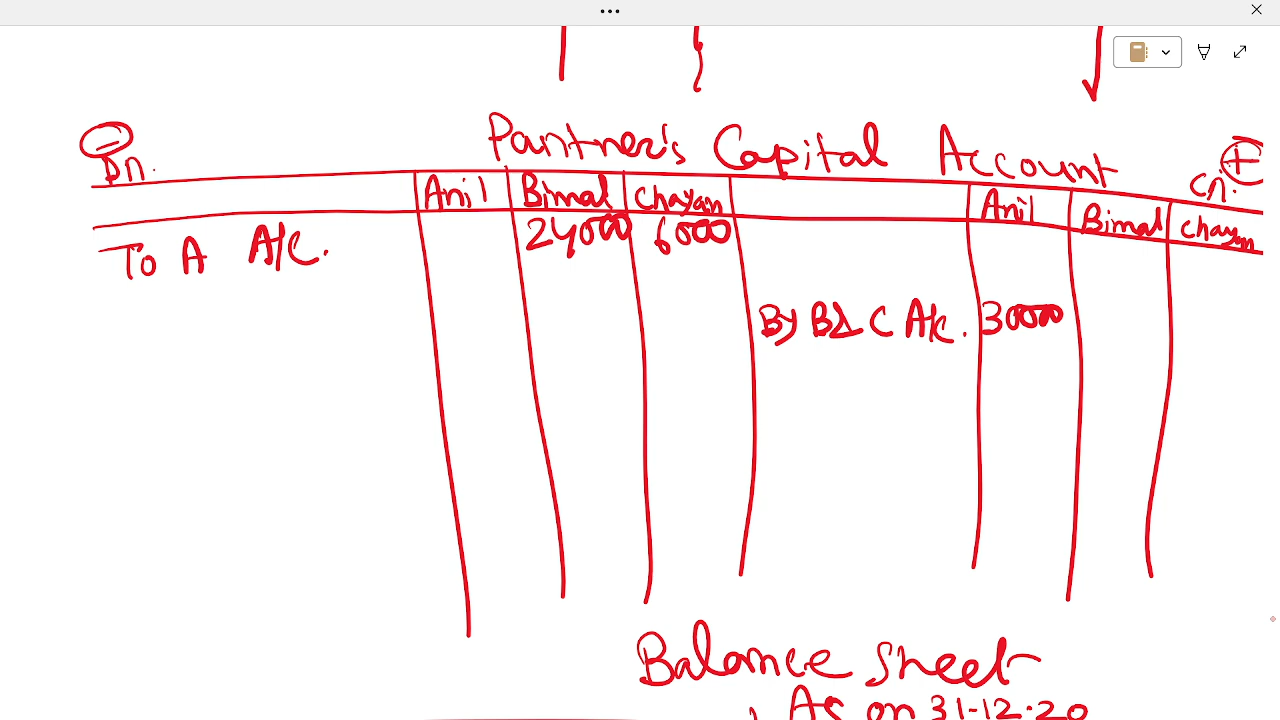 Partner's Capital Account
Dr. Cr.
Anil Bimal Chayan Anil Bimal Chayan
To A A/c. 24000 6000
By B & C A/c. 30000
Balance Sheet
As on 31-12-20